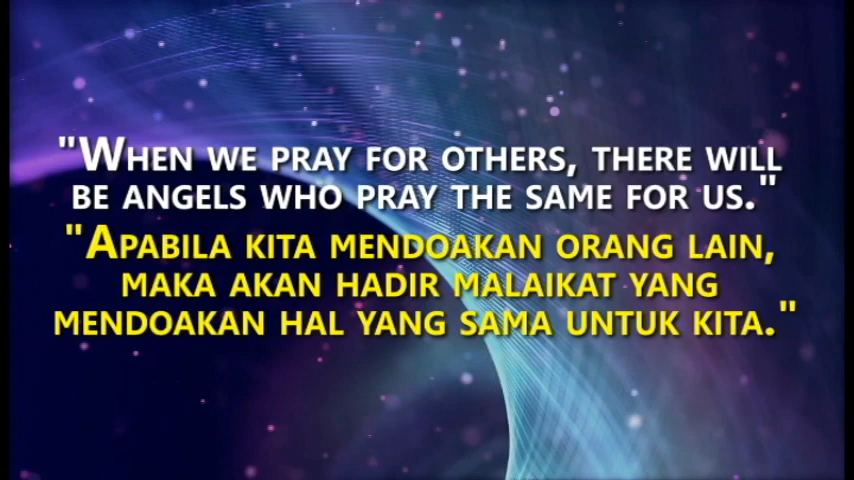 "When we pray for others, there will
be angels who pray the same for us."
"Apabila kita mendoakan orang lain,
maka akan hadir malaikat yang
mendoakan hal yang sama untuk kita."